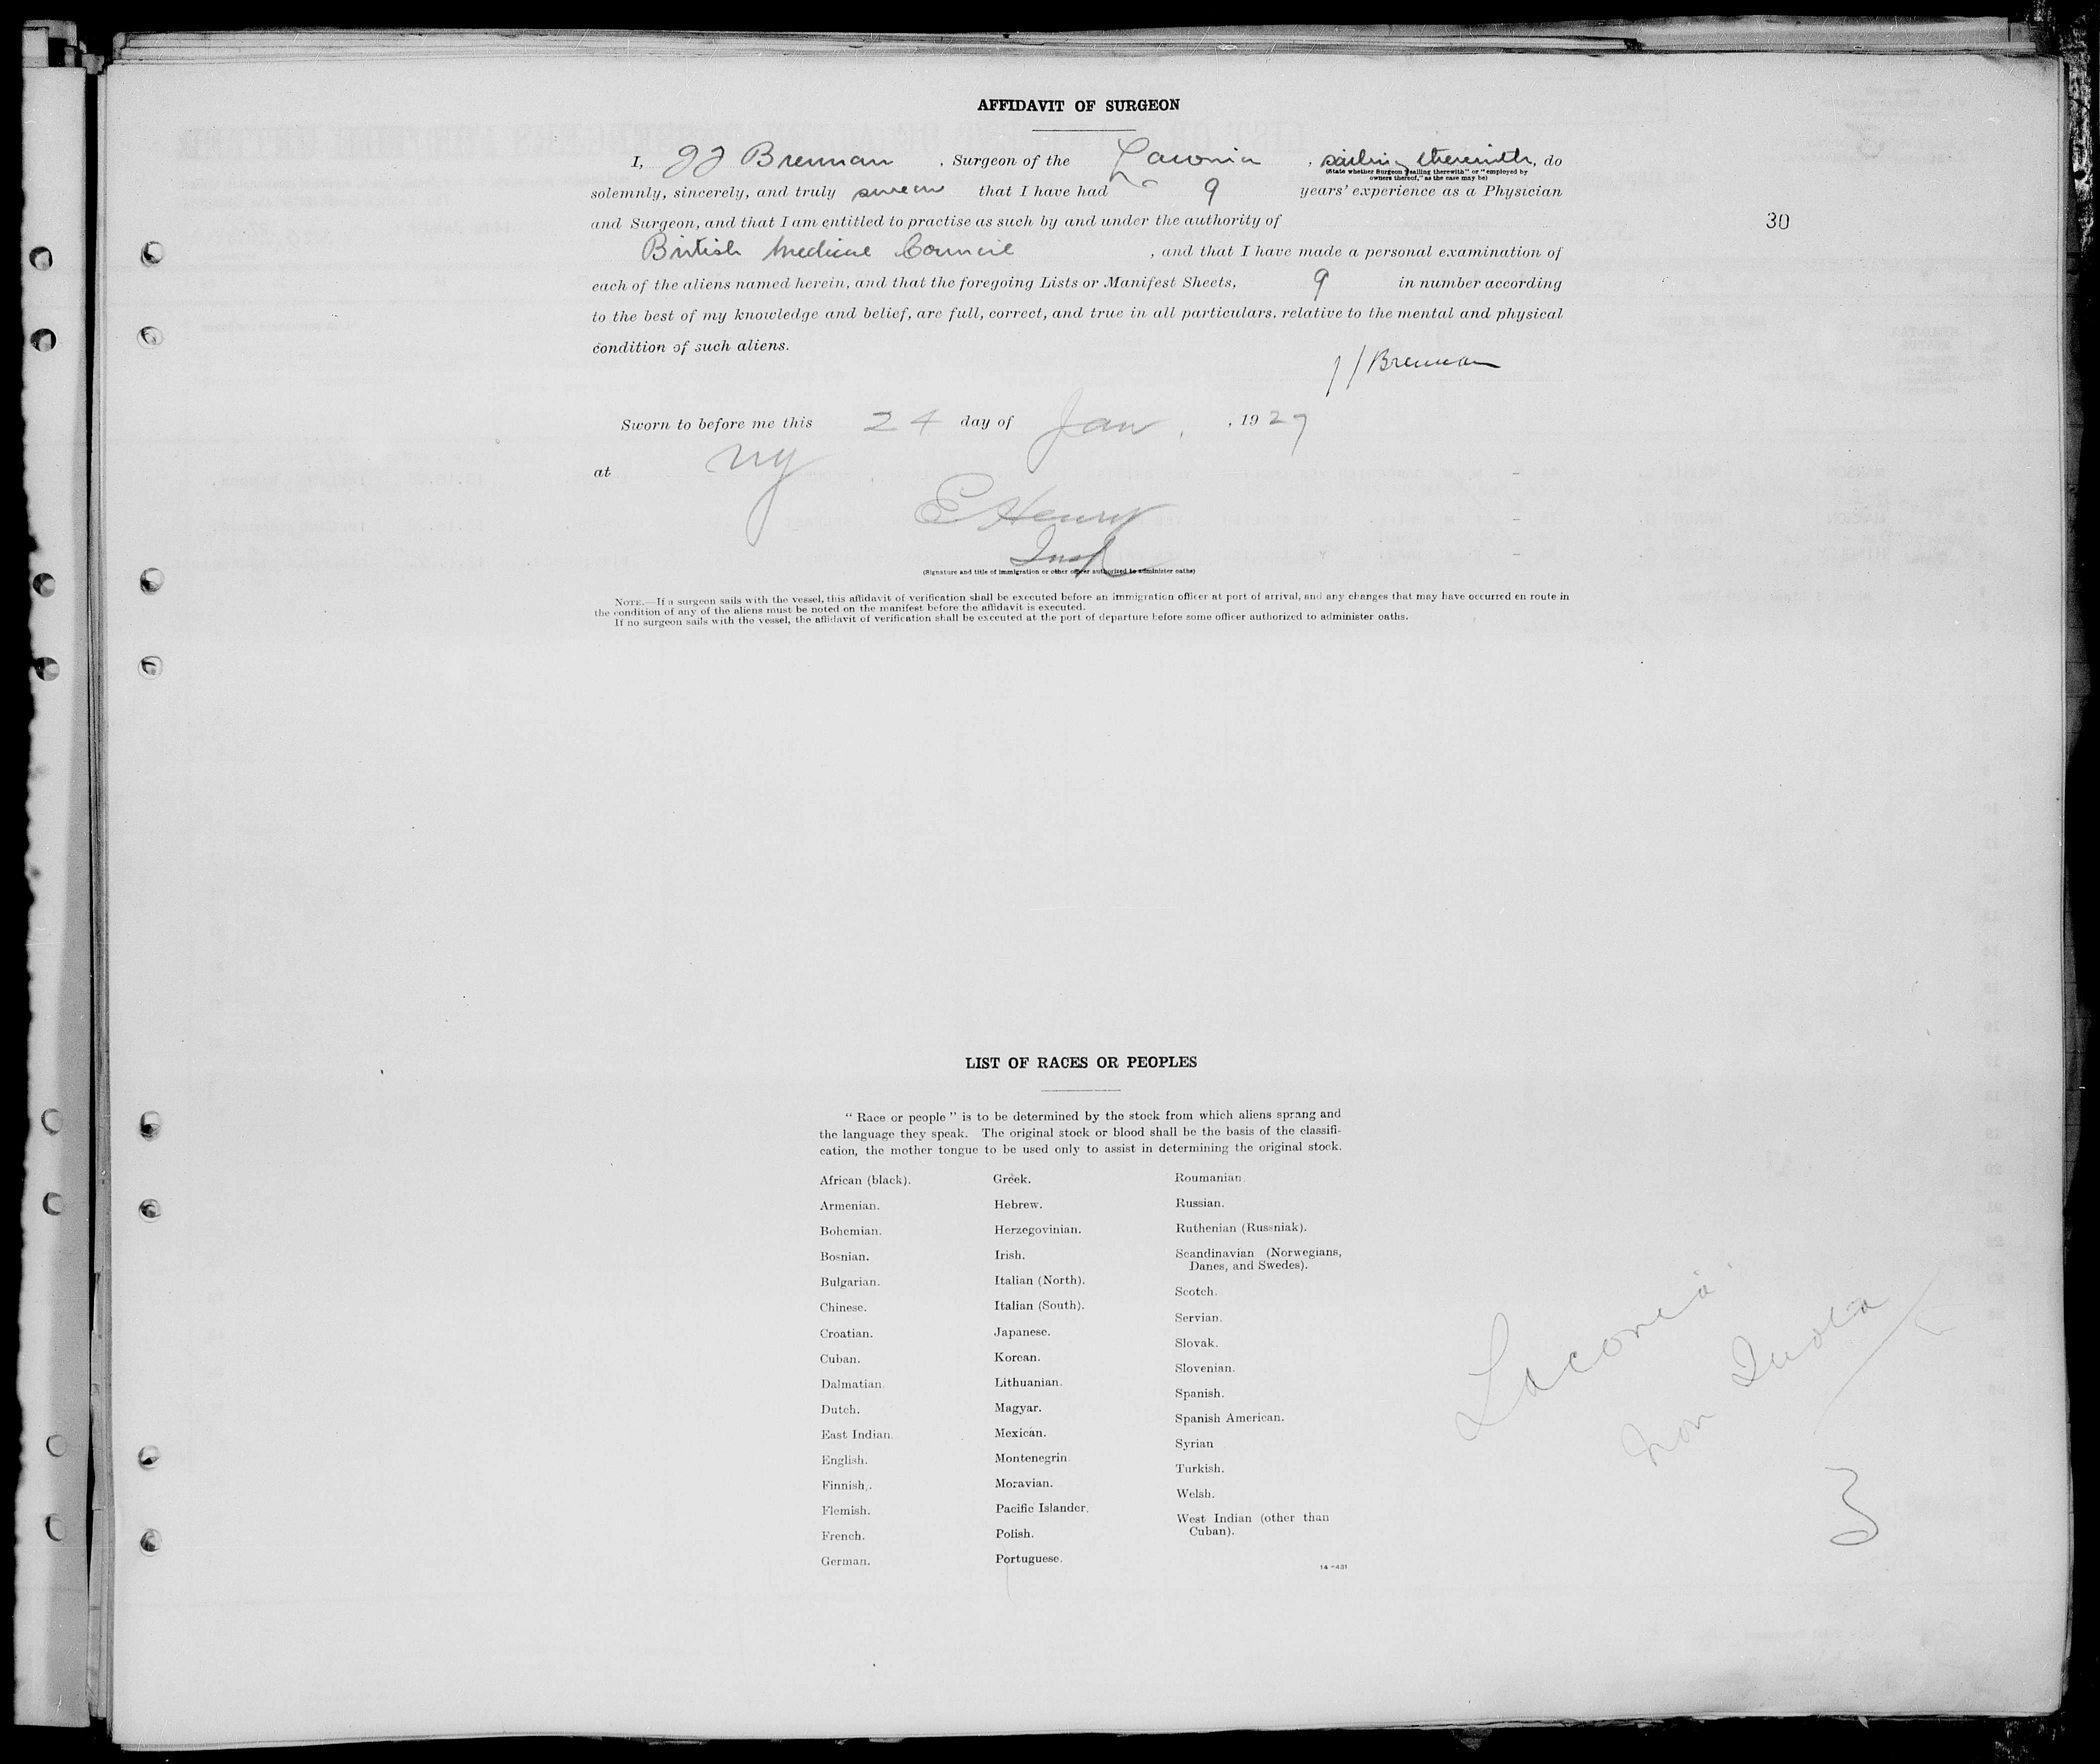 AFFIDAVIT OF SURGEON
I, JJ Brennan, Surgeon of the Laconia, sailing therewith, do
(State whether Surgeon "sailing therewith" or "employed by
owners thereof," as the case may be)
solemnly, sincerely, and truly swear that I have had 9 years' experience as a Physician
and Surgeon, and that I am entitled to practise as such by and under the authority of
30
British Medical Council, and that I have made a personal examination of
each of the aliens named herein, and that the foregoing Lists or Manifest Sheets, 9 in number according
to the best of my knowledge and belief, are full, correct, and true in all particulars, relative to the mental and physical
condition of such aliens.
JJ Brennan
Sworn to before me this 24 day of Jan., 1927
at NY
E Henry
Insp
(Signature and title of immigration or other officer authorized to administer oaths)
NOTE.—If a surgeon sails with the vessel, this affidavit of verification shall be executed before an immigration officer at port of arrival, and any changes that may have occurred en route in
the condition of any of the aliens must be noted on the manifest before the affidavit is executed.
If no surgeon sails with the vessel, the affidavit of verification shall be executed at the port of departure before some officer authorized to administer oaths.
LIST OF RACES OR PEOPLES
"Race or people" is to be determined by the stock from which aliens sprang and
the language they speak. The original stock or blood shall be the basis of the classifi-
cation, the mother tongue to be used only to assist in determining the original stock.
African (black).
Armenian.
Bohemian.
Bosnian.
Bulgarian.
Chinese.
Croatian.
Cuban.
Dalmatian.
Dutch.
East Indian.
English.
Finnish.
Flemish.
French.
German.
Greek.
Hebrew.
Herzegovinian.
Irish.
Italian (North).
Italian (South).
Japanese.
Korean.
Lithuanian.
Magyar.
Mexican.
Montenegrin.
Moravian.
Pacific Islander.
Polish.
Portuguese.
Roumanian.
Russian.
Ruthenian (Russniak).
Scandinavian (Norwegians,
Danes, and Swedes).
Scotch.
Servian.
Slovak.
Slovenian.
Spanish.
Spanish American.
Syrian
Turkish.
Welsh.
West Indian (other than
Cuban).
14-431
Laconia
non Quota
3